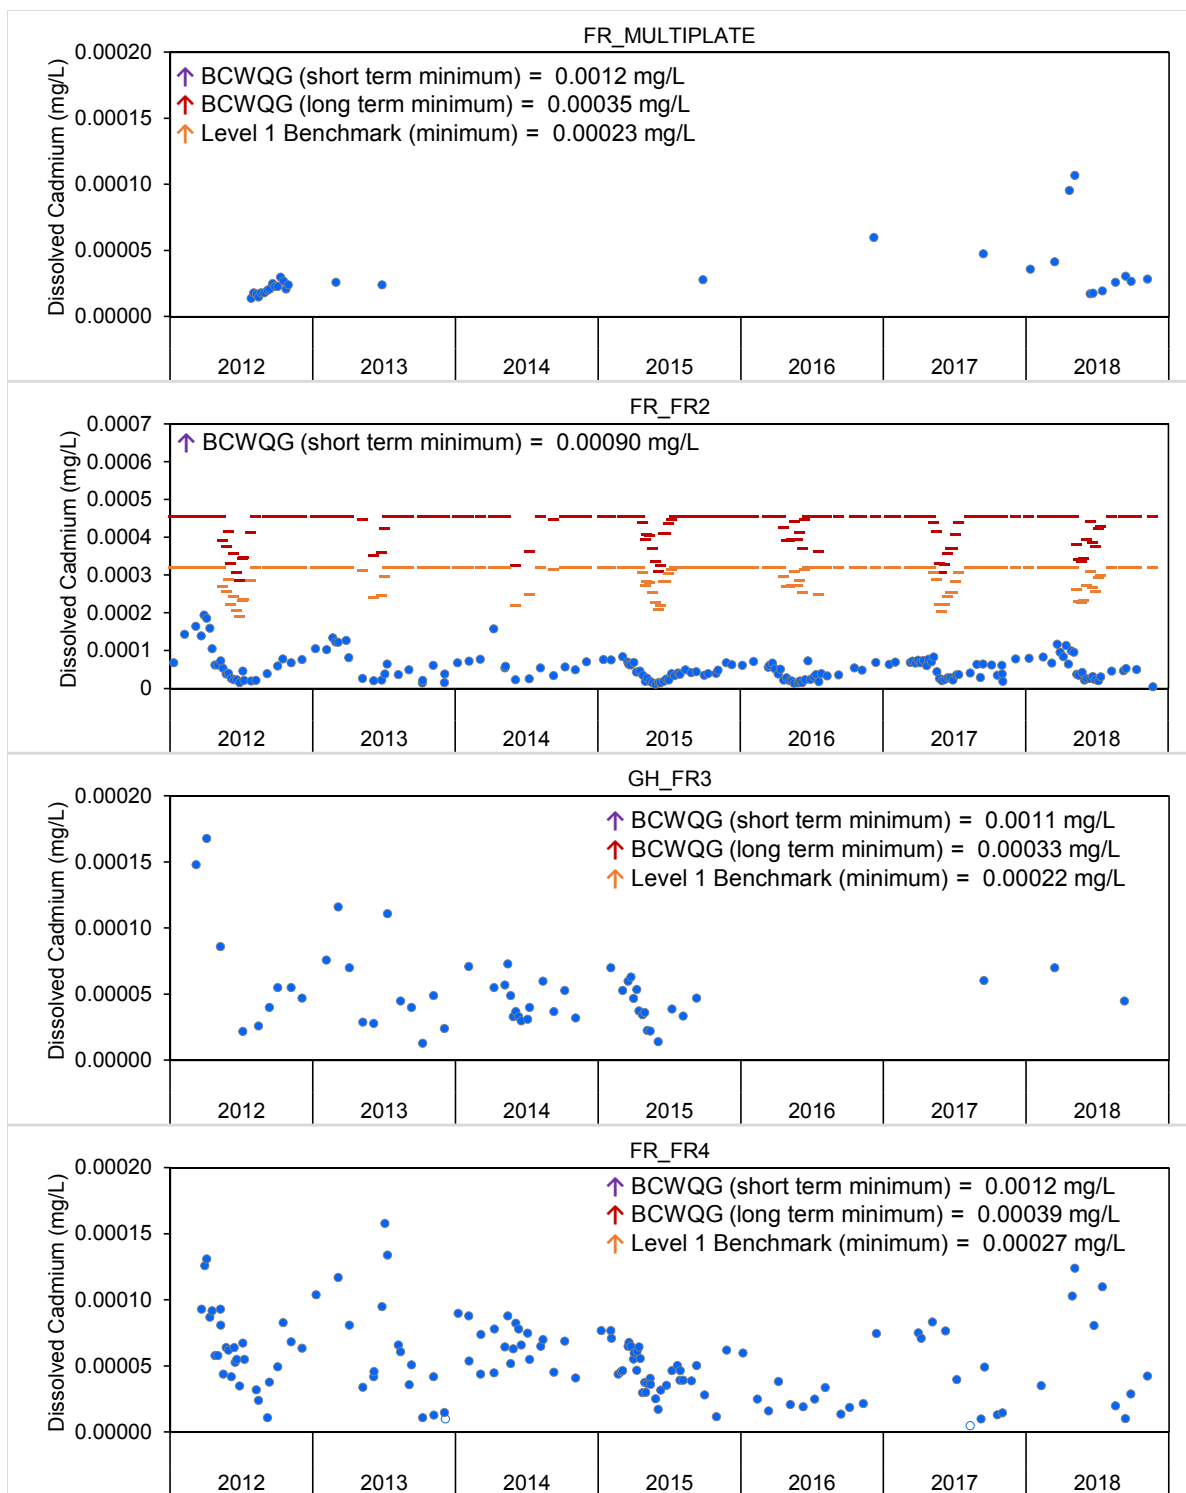 FR_MULTIPLATE
0.00020
↑ BCWQG (short term minimum) = 0.0012 mg/L
↑ BCWQG (long term minimum) = 0.00035 mg/L
↑ Level 1 Benchmark (minimum) = 0.00023 mg/L
0.00015
0.00010
0.00005
0.00000
Dissolved Cadmium (mg/L)
2012 2013 2014 2015 2016 2017 2018
FR_FR2
0.0007
↑ BCWQG (short term minimum) = 0.00090 mg/L
0.0006
0.0005
0.0004
0.0003
0.0002
0.0001
0
Dissolved Cadmium (mg/L)
2012 2013 2014 2015 2016 2017 2018
GH_FR3
0.00020
↑ BCWQG (short term minimum) = 0.0011 mg/L
↑ BCWQG (long term minimum) = 0.00033 mg/L
↑ Level 1 Benchmark (minimum) = 0.00022 mg/L
0.00015
0.00010
0.00005
0.00000
Dissolved Cadmium (mg/L)
2012 2013 2014 2015 2016 2017 2018
FR_FR4
0.00020
↑ BCWQG (short term minimum) = 0.0012 mg/L
↑ BCWQG (long term minimum) = 0.00039 mg/L
↑ Level 1 Benchmark (minimum) = 0.00027 mg/L
0.00015
0.00010
0.00005
0.00000
Dissolved Cadmium (mg/L)
2012 2013 2014 2015 2016 2017 2018